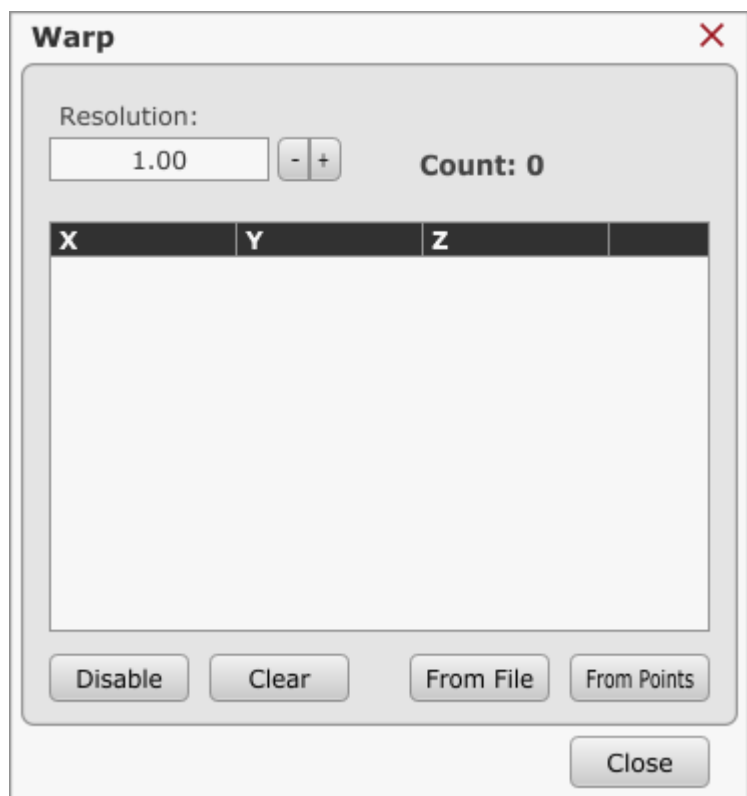 Warp
Resolution:
1.00 - +
Count: 0
X Y Z
Disable Clear From File From Points
Close